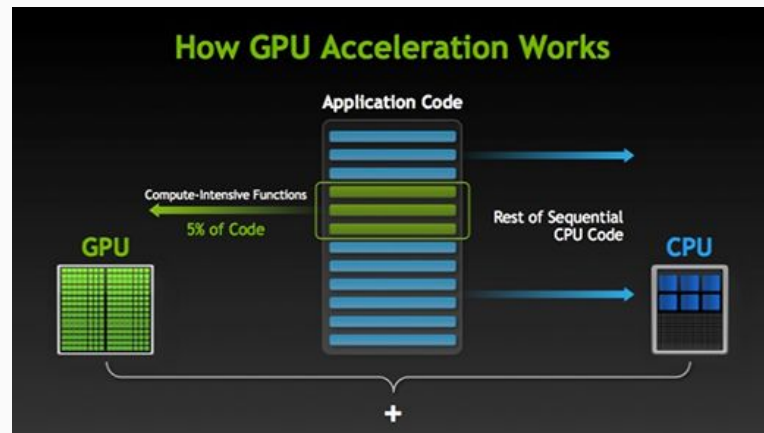 How GPU Acceleration Works
Application Code
Compute-Intensive Functions
5% of Code
GPU
Rest of Sequential
CPU Code
CPU
+